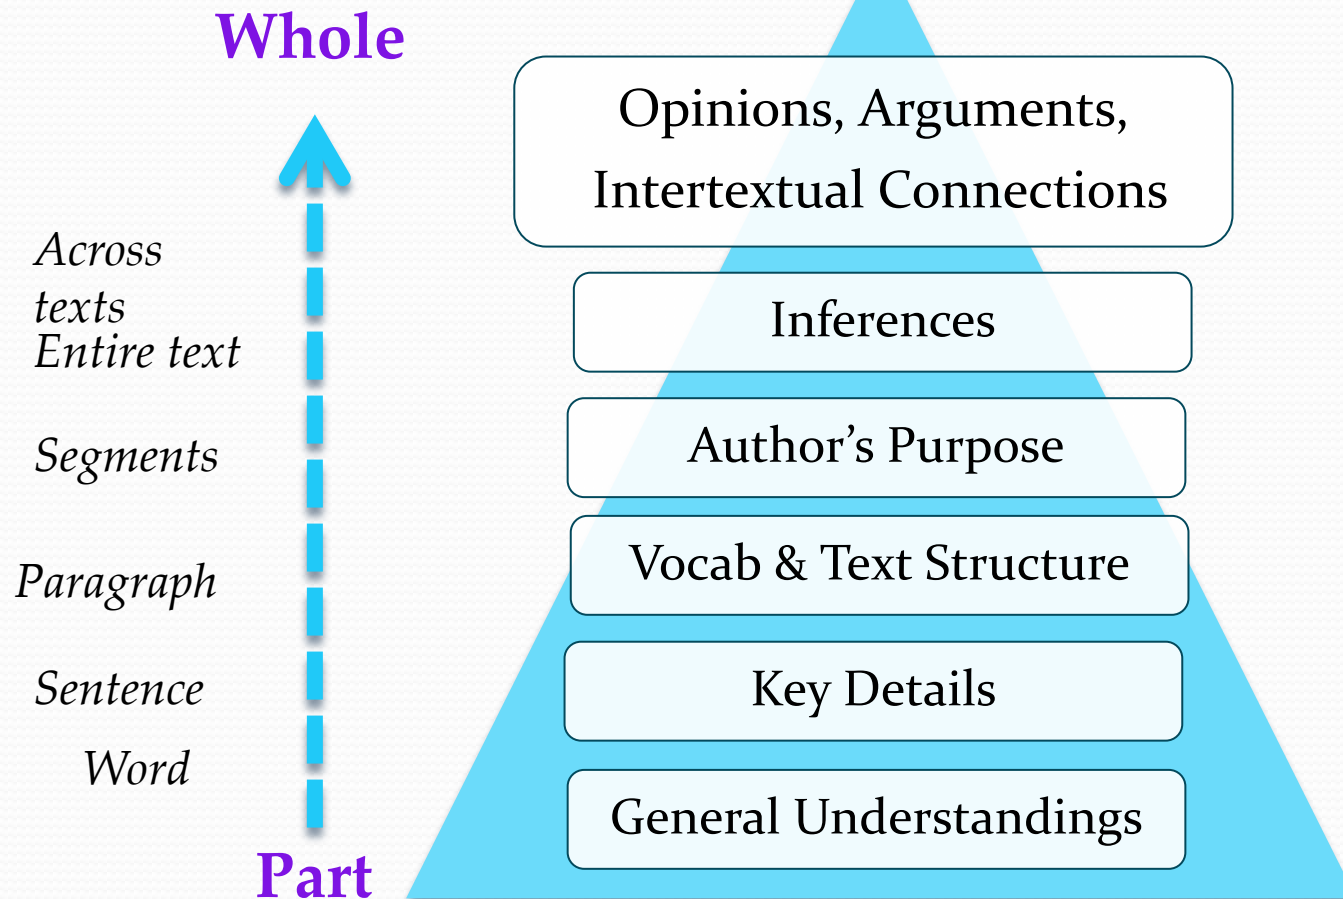 Whole
Across
texts
Entire text
Segments
Paragraph
Sentence
Word
Part
Opinions, Arguments,
Intertextual Connections
Inferences
Author’s Purpose
Vocab & Text Structure
Key Details
General Understandings